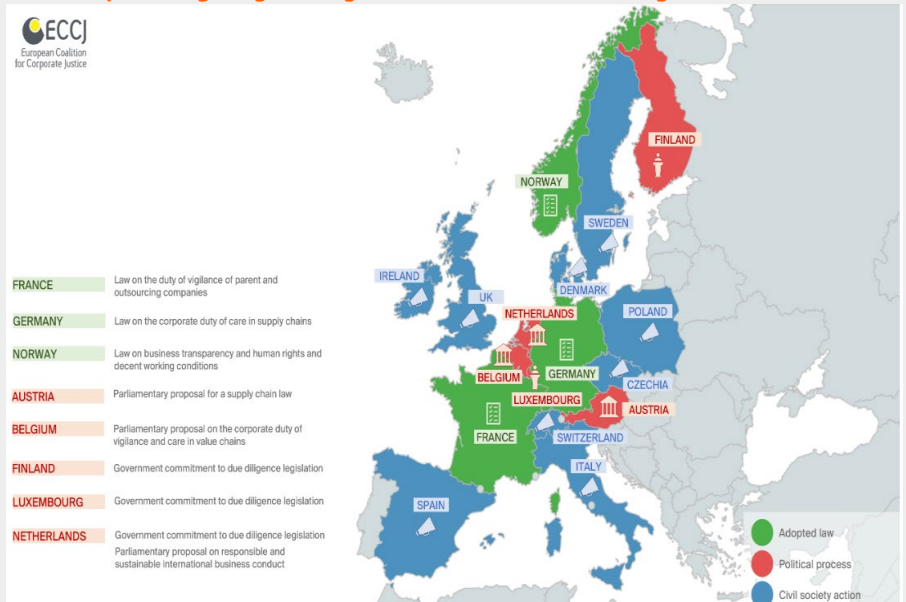 ECCJ
European Coalition
for Corporate Justice
FINLAND
NORWAY
SWEDEN
IRELAND
UK
DENMARK
NETHERLANDS
POLAND
BELGIUM
GERMANY
CZECHIA
LUXEMBOURG
AUSTRIA
FRANCE
SWITZERLAND
ITALY
SPAIN
FRANCE
Law on the duty of vigilance of parent and
outsourcing companies
GERMANY
Law on the corporate duty of care in supply chains
NORWAY
Law on business transparency and human rights and
decent working conditions
AUSTRIA
Parliamentary proposal for a supply chain law
BELGIUM
Parliamentary proposal on the corporate duty of
vigilance and care in value chains
FINLAND
Government commitment to due diligence legislation
LUXEMBOURG
Government commitment to due diligence legislation
NETHERLANDS
Government commitment to due diligence legislation
Parliamentary proposal on responsible and
sustainable international business conduct
Adopted law
Political process
Civil society action